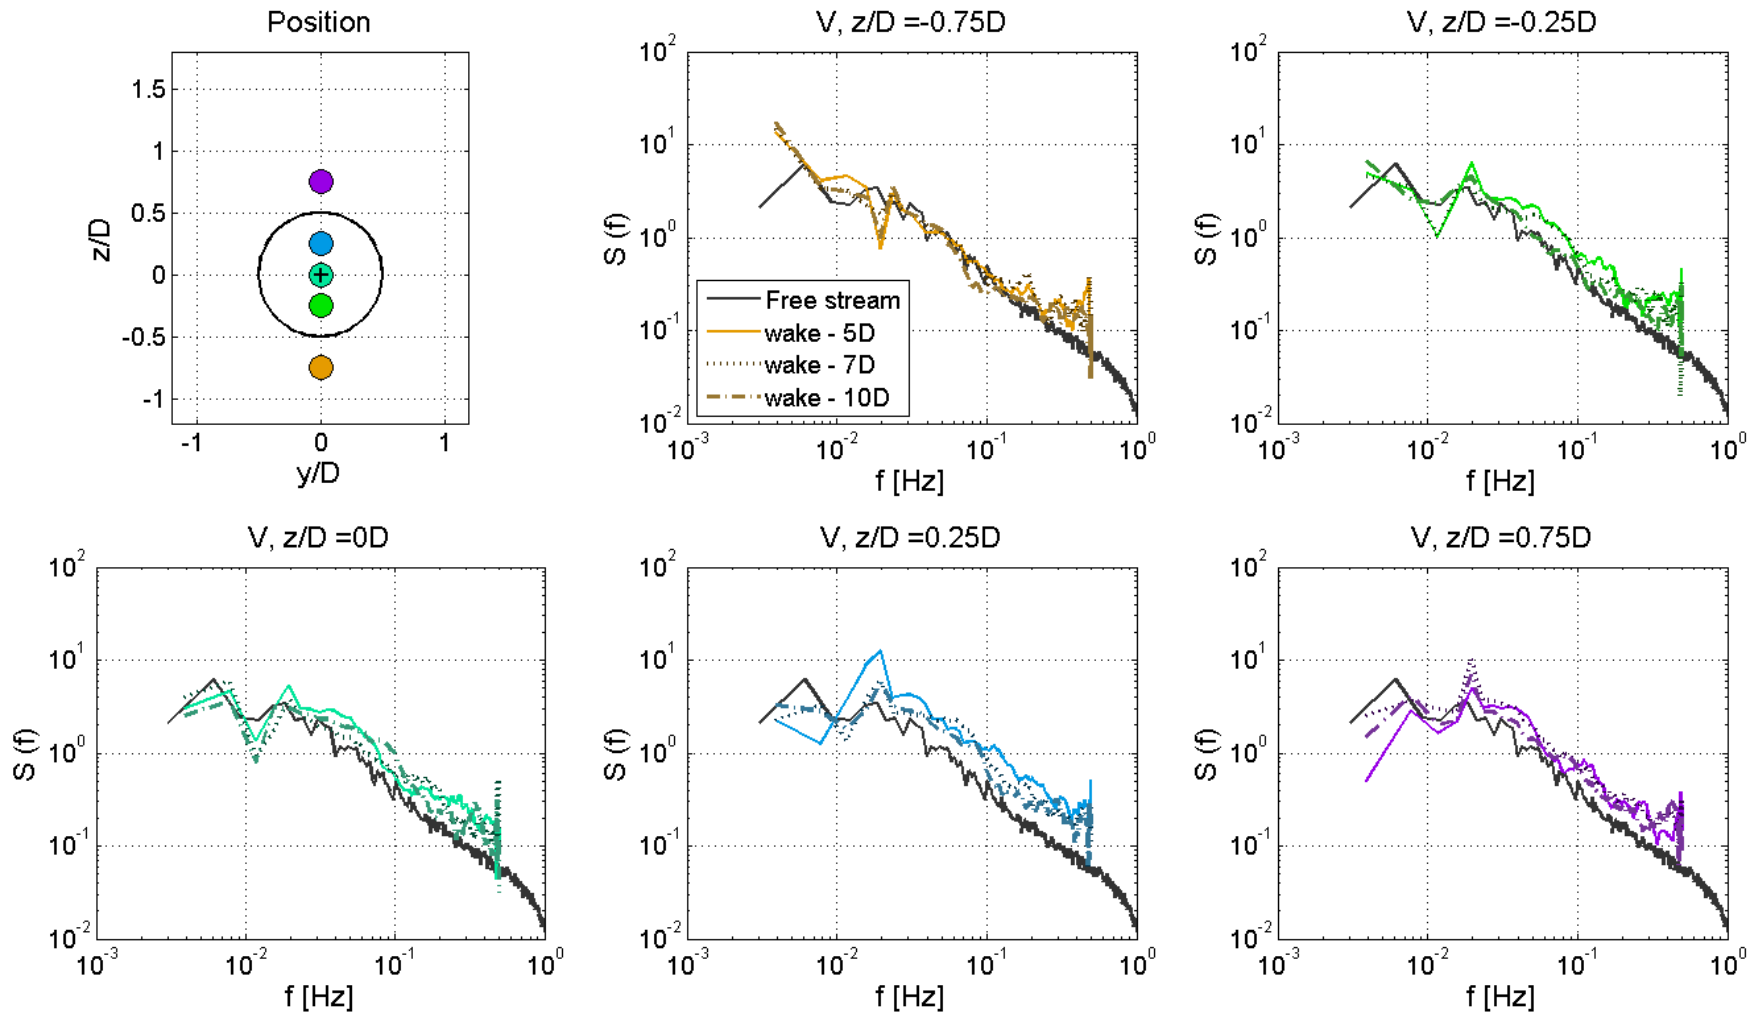 Position
1.5
1
0.5
0
-0.5
-1
-1
0
1
z/D
y/D
V, z/D =-0.75D
10^2
10^1
10^0
10^-1
10^-2
10^-3
10^-2
10^-1
10^0
S (f)
f [Hz]
Free stream
wake - 5D
wake - 7D
wake - 10D
V, z/D =-0.25D
10^2
10^1
10^0
10^-1
10^-2
10^-3
10^-2
10^-1
10^0
S (f)
f [Hz]
V, z/D =0D
10^2
10^1
10^0
10^-1
10^-2
10^-3
10^-2
10^-1
10^0
S (f)
f [Hz]
V, z/D =0.25D
10^2
10^1
10^0
10^-1
10^-2
10^-3
10^-2
10^-1
10^0
S (f)
f [Hz]
V, z/D =0.75D
10^2
10^1
10^0
10^-1
10^-2
10^-3
10^-2
10^-1
10^0
S (f)
f [Hz]